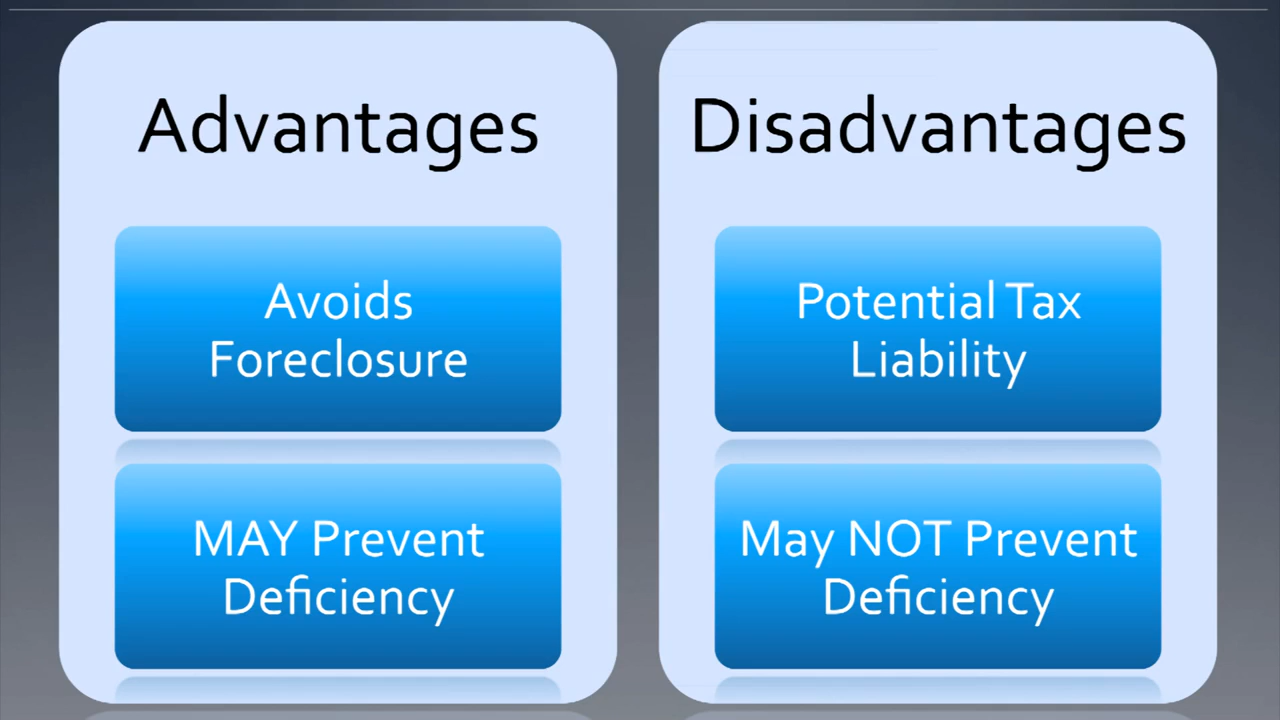 Advantages
Avoids
Foreclosure
MAY Prevent
Deficiency
Disadvantages
Potential Tax
Liability
May NOT Prevent
Deficiency